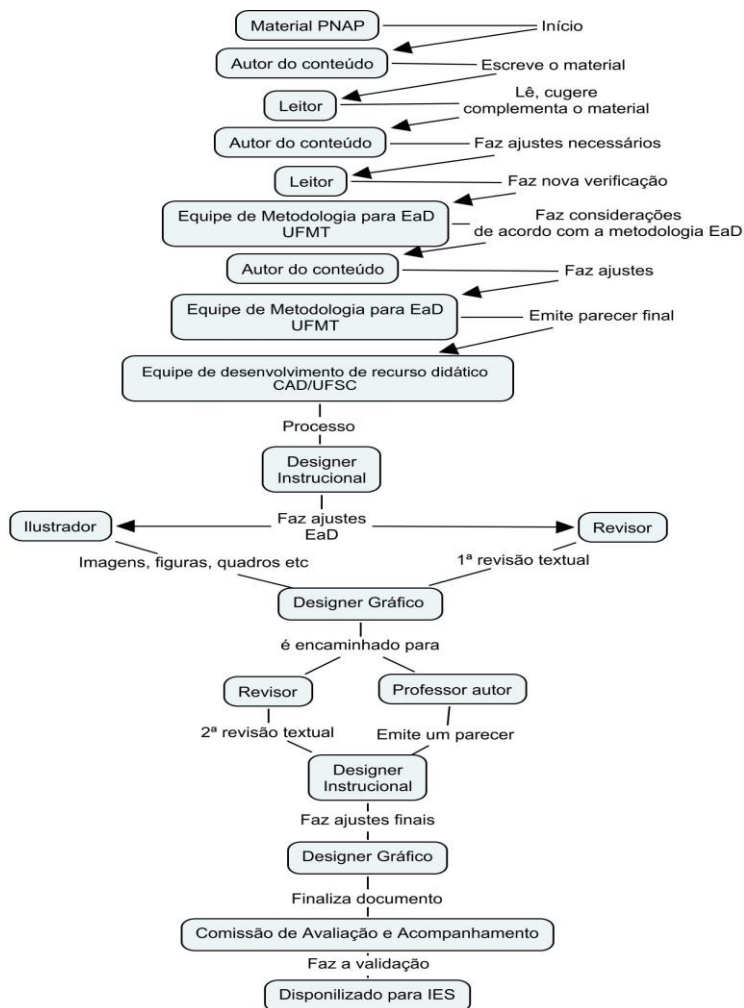 Material PNAP
Início
Autor do conteúdo
Escreve o material
Leitor
Lê, cugere
complementa o material
Autor do conteúdo
Faz ajustes necessários
Leitor
Faz nova verificação
Equipe de Metodologia para EaD
UFMT
Faz considerações
de acordo com a metodologia EaD
Autor do conteúdo
Faz ajustes
Equipe de Metodologia para EaD
UFMT
Emite parecer final
Equipe de desenvolvimento de recurso didático
CAD/UFSC
Processo
Designer
Instrucional
Faz ajustes
EaD
Ilustrador
Revisor
Imagens, figuras, quadros etc
1ª revisão textual
Designer Gráfico
é encaminhado para
Revisor
Professor autor
2ª revisão textual
Emite um parecer
Designer
Instrucional
Faz ajustes finais
Designer Gráfico
Finaliza documento
Comissão de Avaliação e Acompanhamento
Faz a validação
Disponilizado para IES